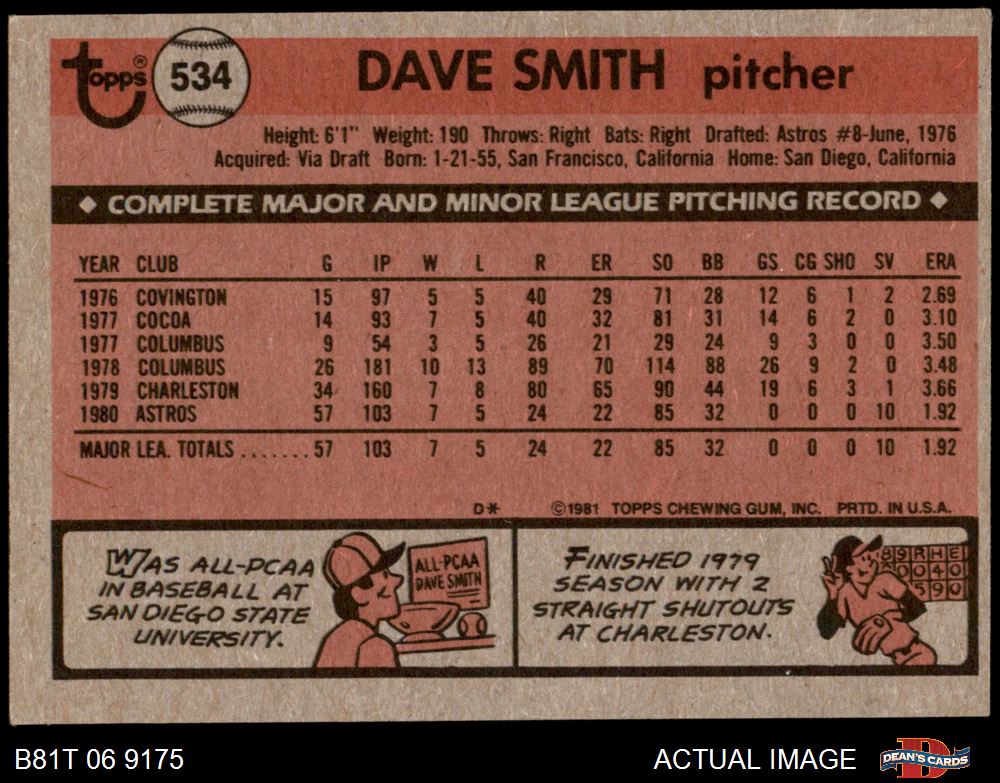 Topps®
534
DAVE SMITH pitcher
Height: 6'1" Weight: 190 Throws: Right Bats: Right Drafted: Astros #8-June, 1976
Acquired: Via Draft Born: 1-21-55, San Francisco, California Home: San Diego, California
◆ COMPLETE MAJOR AND MINOR LEAGUE PITCHING RECORD ◆
YEAR CLUB G IP W L R ER SO BB GS CG SHO SV ERA
1976 COVINGTON 15 97 5 5 40 29 71 28 12 6 1 2 2.69
1977 COCOA 14 93 7 5 40 32 81 31 14 6 2 0 3.10
1977 COLUMBUS 9 54 3 5 26 21 29 24 9 3 0 0 3.50
1978 COLUMBUS 26 181 10 13 89 70 114 88 26 9 2 0 3.48
1979 CHARLESTON 34 160 7 8 80 65 90 44 19 6 3 1 3.66
1980 ASTROS 57 103 7 5 24 22 85 32 0 0 0 10 1.92
MAJOR LEA. TOTALS ....... 57 103 7 5 24 22 85 32 0 0 0 10 1.92
D* ©1981 TOPPS CHEWING GUM, INC. PRTD. IN U.S.A.
WAS ALL-PCAA
IN BASEBALL AT
SAN DIEGO STATE
UNIVERSITY.
ALL-PCAA
DAVE SMITH
FINISHED 1979
SEASON WITH 2
STRAIGHT SHUTOUTS
AT CHARLESTON.
8 9 R H E
0 0 4 0
5 9 0
B81T 06 9175
ACTUAL IMAGE
D
DEAN'S CARDS